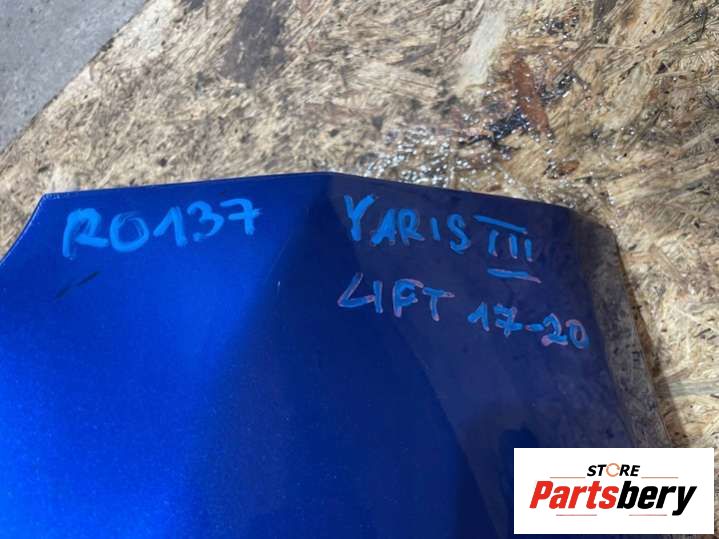 RO137 YARIS III
LIFT 17-20
STORE
Partsbery